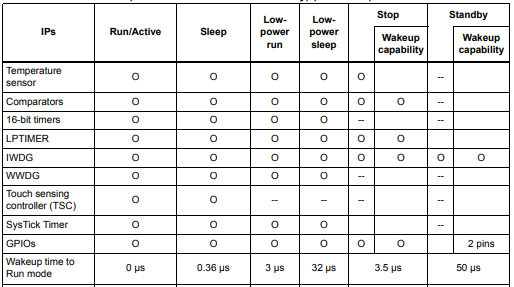 IPs Run/Active Sleep Low-power run Low-power sleep Stop Wakeup capability Standby Wakeup capability
Temperature sensor O O O O O --
Comparators O O O O O O --
16-bit timers O O O O -- --
LPTIMER O O O O O O
IWDG O O O O O O O O
WWDG O O O O -- --
Touch sensing controller (TSC) O O -- -- -- --
SysTick Timer O O O O --
GPIOs O O O O O O 2 pins
Wakeup time to Run mode 0 µs 0.36 µs 3 µs 32 µs 3.5 µs 50 µs